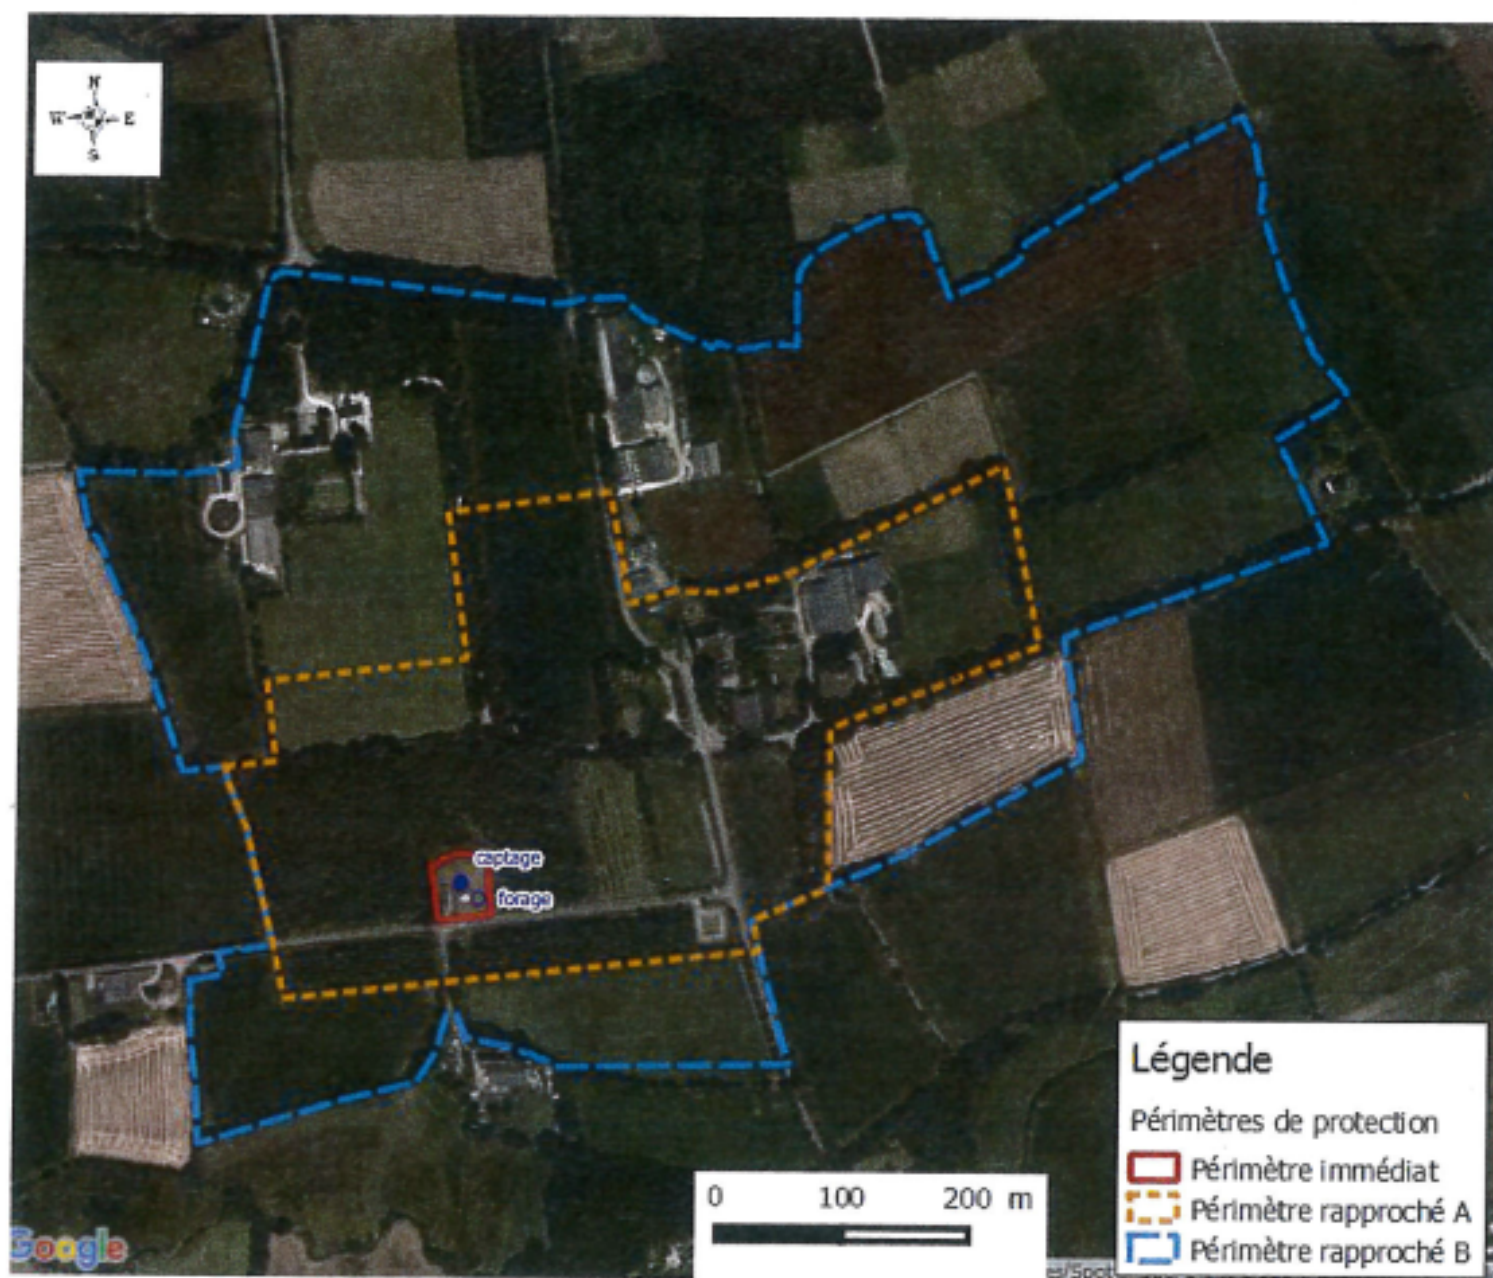 N
W E
S
captage
forage
Légende
Périmètres de protection
Périmètre immédiat
Périmètre rapproché A
Périmètre rapproché B
0 100 200 m
Google